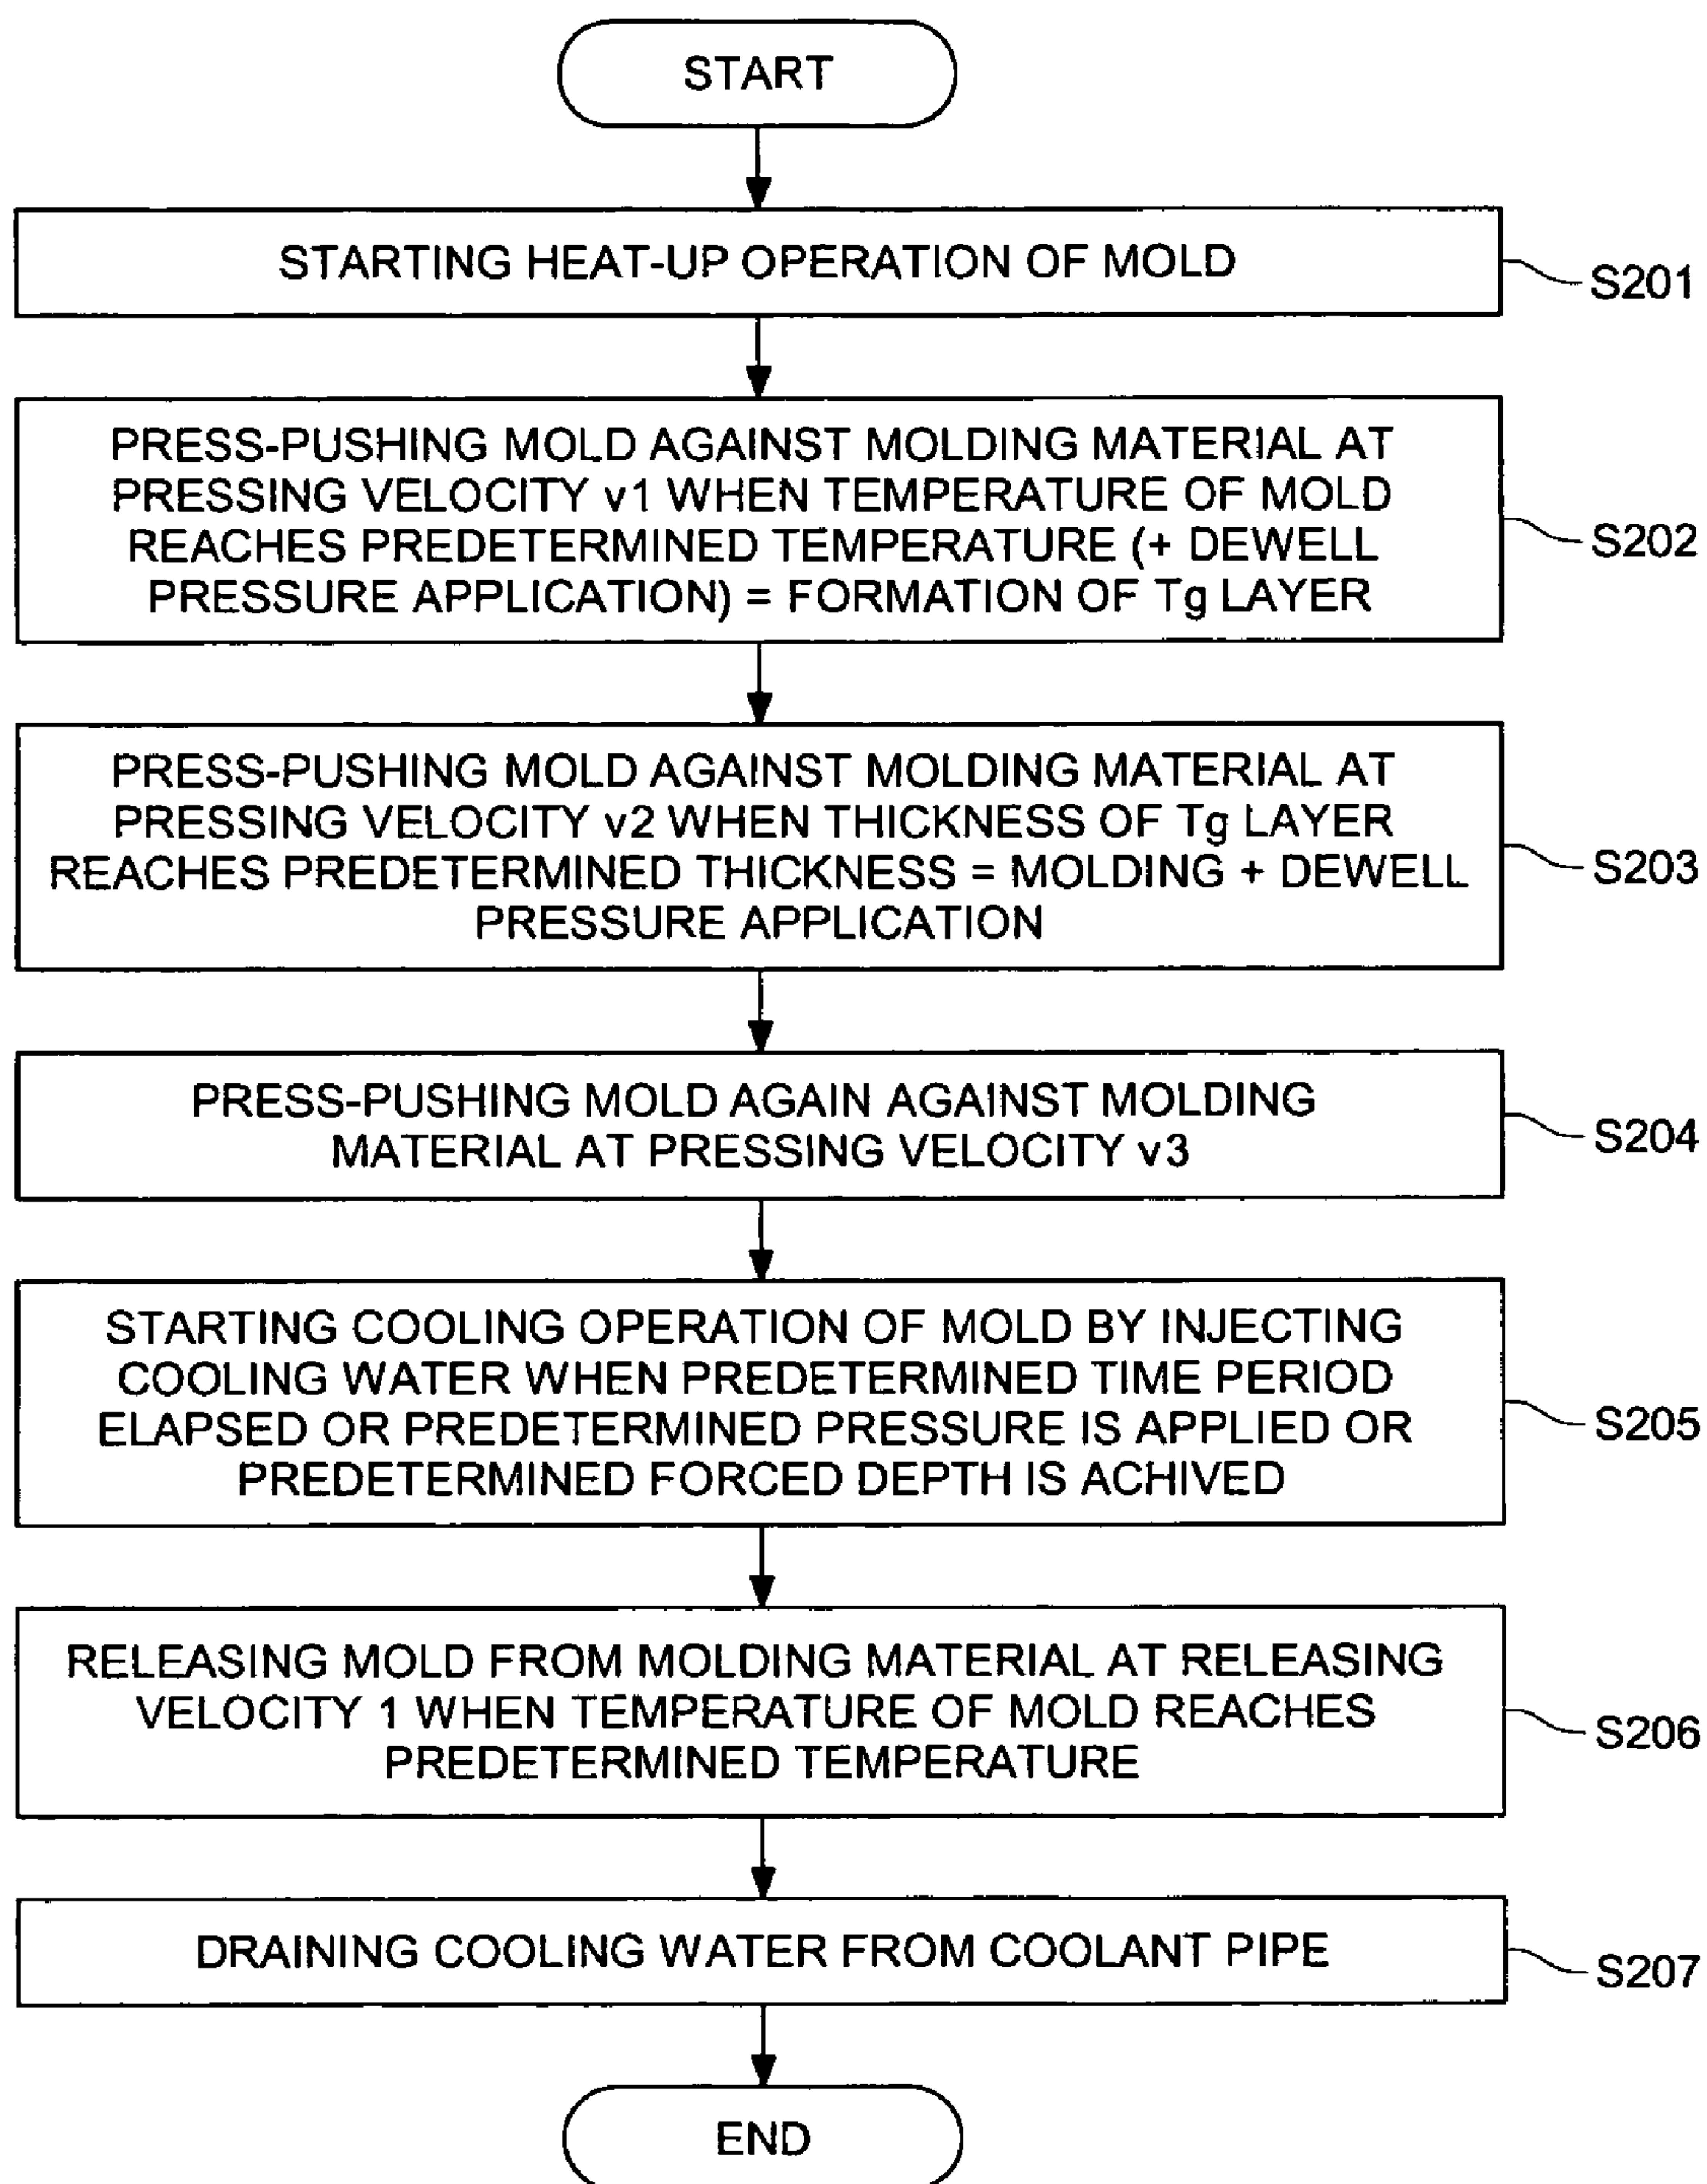 START
STARTING HEAT-UP OPERATION OF MOLD
S201
PRESS-PUSHING MOLD AGAINST MOLDING MATERIAL AT
PRESSING VELOCITY v1 WHEN TEMPERATURE OF MOLD
REACHES PREDETERMINED TEMPERATURE (+ DEWELL
PRESSURE APPLICATION) = FORMATION OF Tg LAYER
S202
PRESS-PUSHING MOLD AGAINST MOLDING MATERIAL AT
PRESSING VELOCITY v2 WHEN THICKNESS OF Tg LAYER
REACHES PREDETERMINED THICKNESS = MOLDING + DEWELL
PRESSURE APPLICATION
S203
PRESS-PUSHING MOLD AGAIN AGAINST MOLDING
MATERIAL AT PRESSING VELOCITY v3
S204
STARTING COOLING OPERATION OF MOLD BY INJECTING
COOLING WATER WHEN PREDETERMINED TIME PERIOD
ELAPSED OR PREDETERMINED PRESSURE IS APPLIED OR
PREDETERMINED FORCED DEPTH IS ACHIVED
S205
RELEASING MOLD FROM MOLDING MATERIAL AT RELEASING
VELOCITY 1 WHEN TEMPERATURE OF MOLD REACHES
PREDETERMINED TEMPERATURE
S206
DRAINING COOLING WATER FROM COOLANT PIPE
S207
END